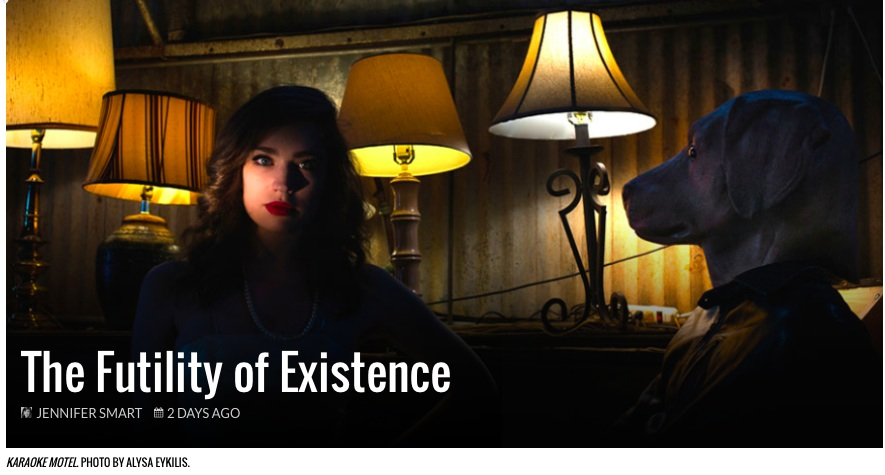 The Futility of Existence
JENNIFER SMART 2 DAYS AGO
KARAOKE MOTEL. PHOTO BY ALYSA EYKILIS.